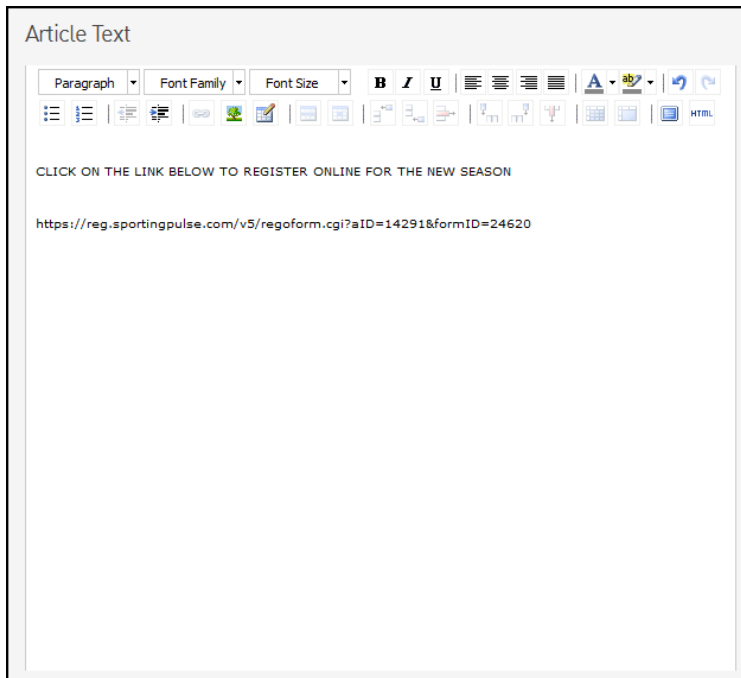 Article Text
Paragraph Font Family Font Size B I U A ab
HTML
CLICK ON THE LINK BELOW TO REGISTER ONLINE FOR THE NEW SEASON
https://reg.sportingpulse.com/v5/regoform.cgi?aID=14291&formID=24620